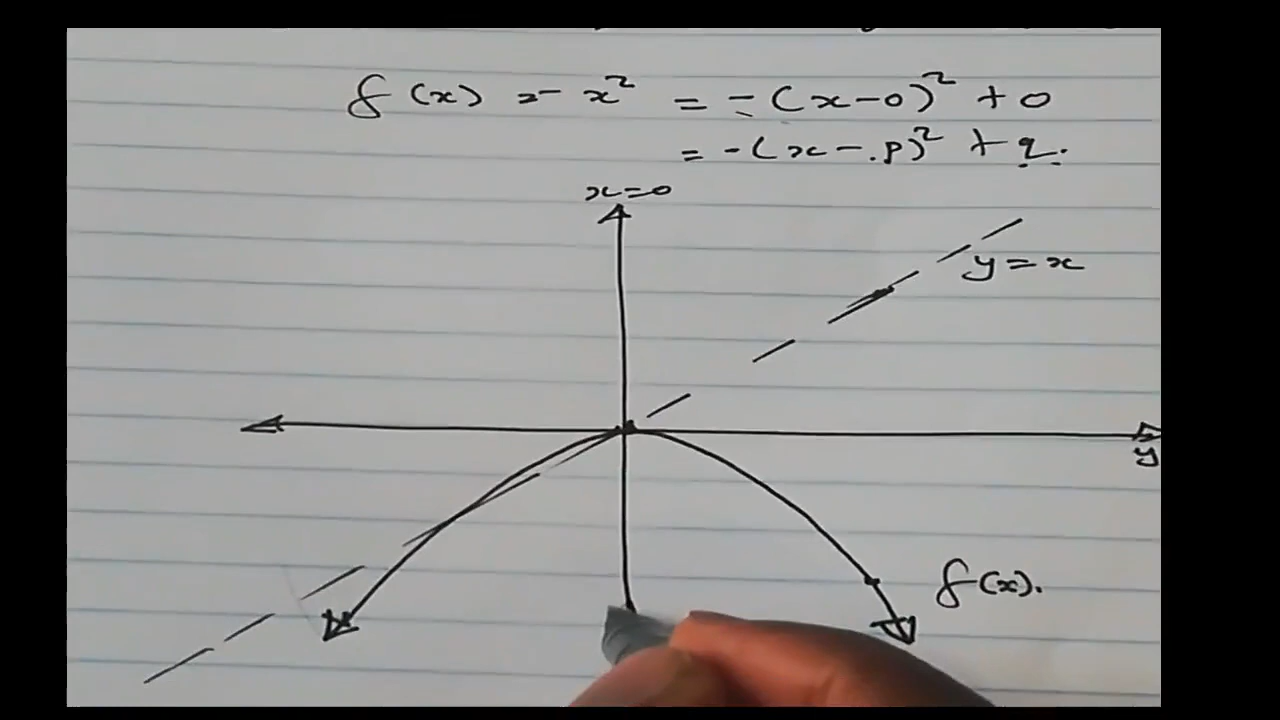 f(x) = - x² = -(x-0)² + 0
= -(x-.p)² + q.
x=0
y=x
y
f(x).